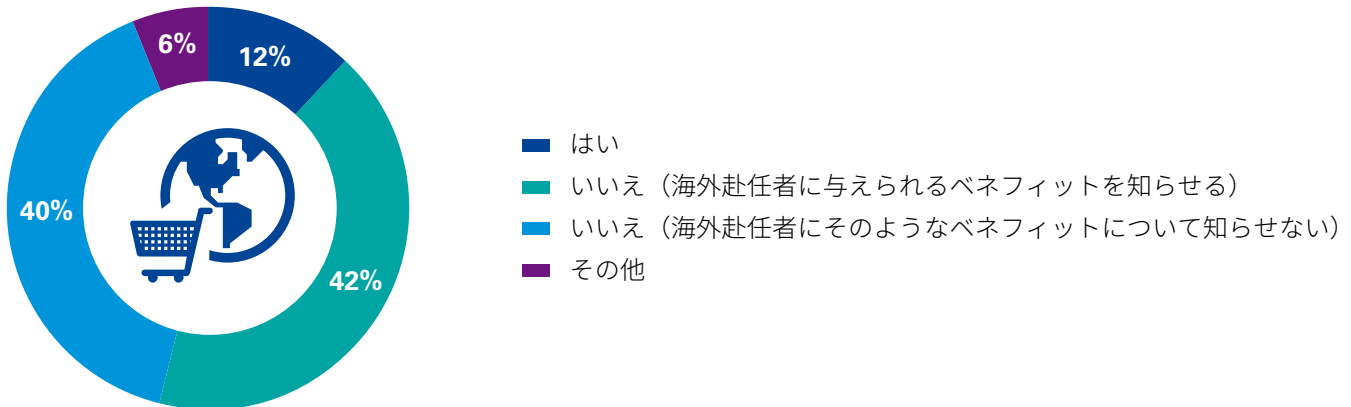 6%
12%
40%
42%
はい
いいえ（海外赴任者に与えられるベネフィットを知らせる）
いいえ（海外赴任者にそのようなベネフィットについて知らせない）
その他